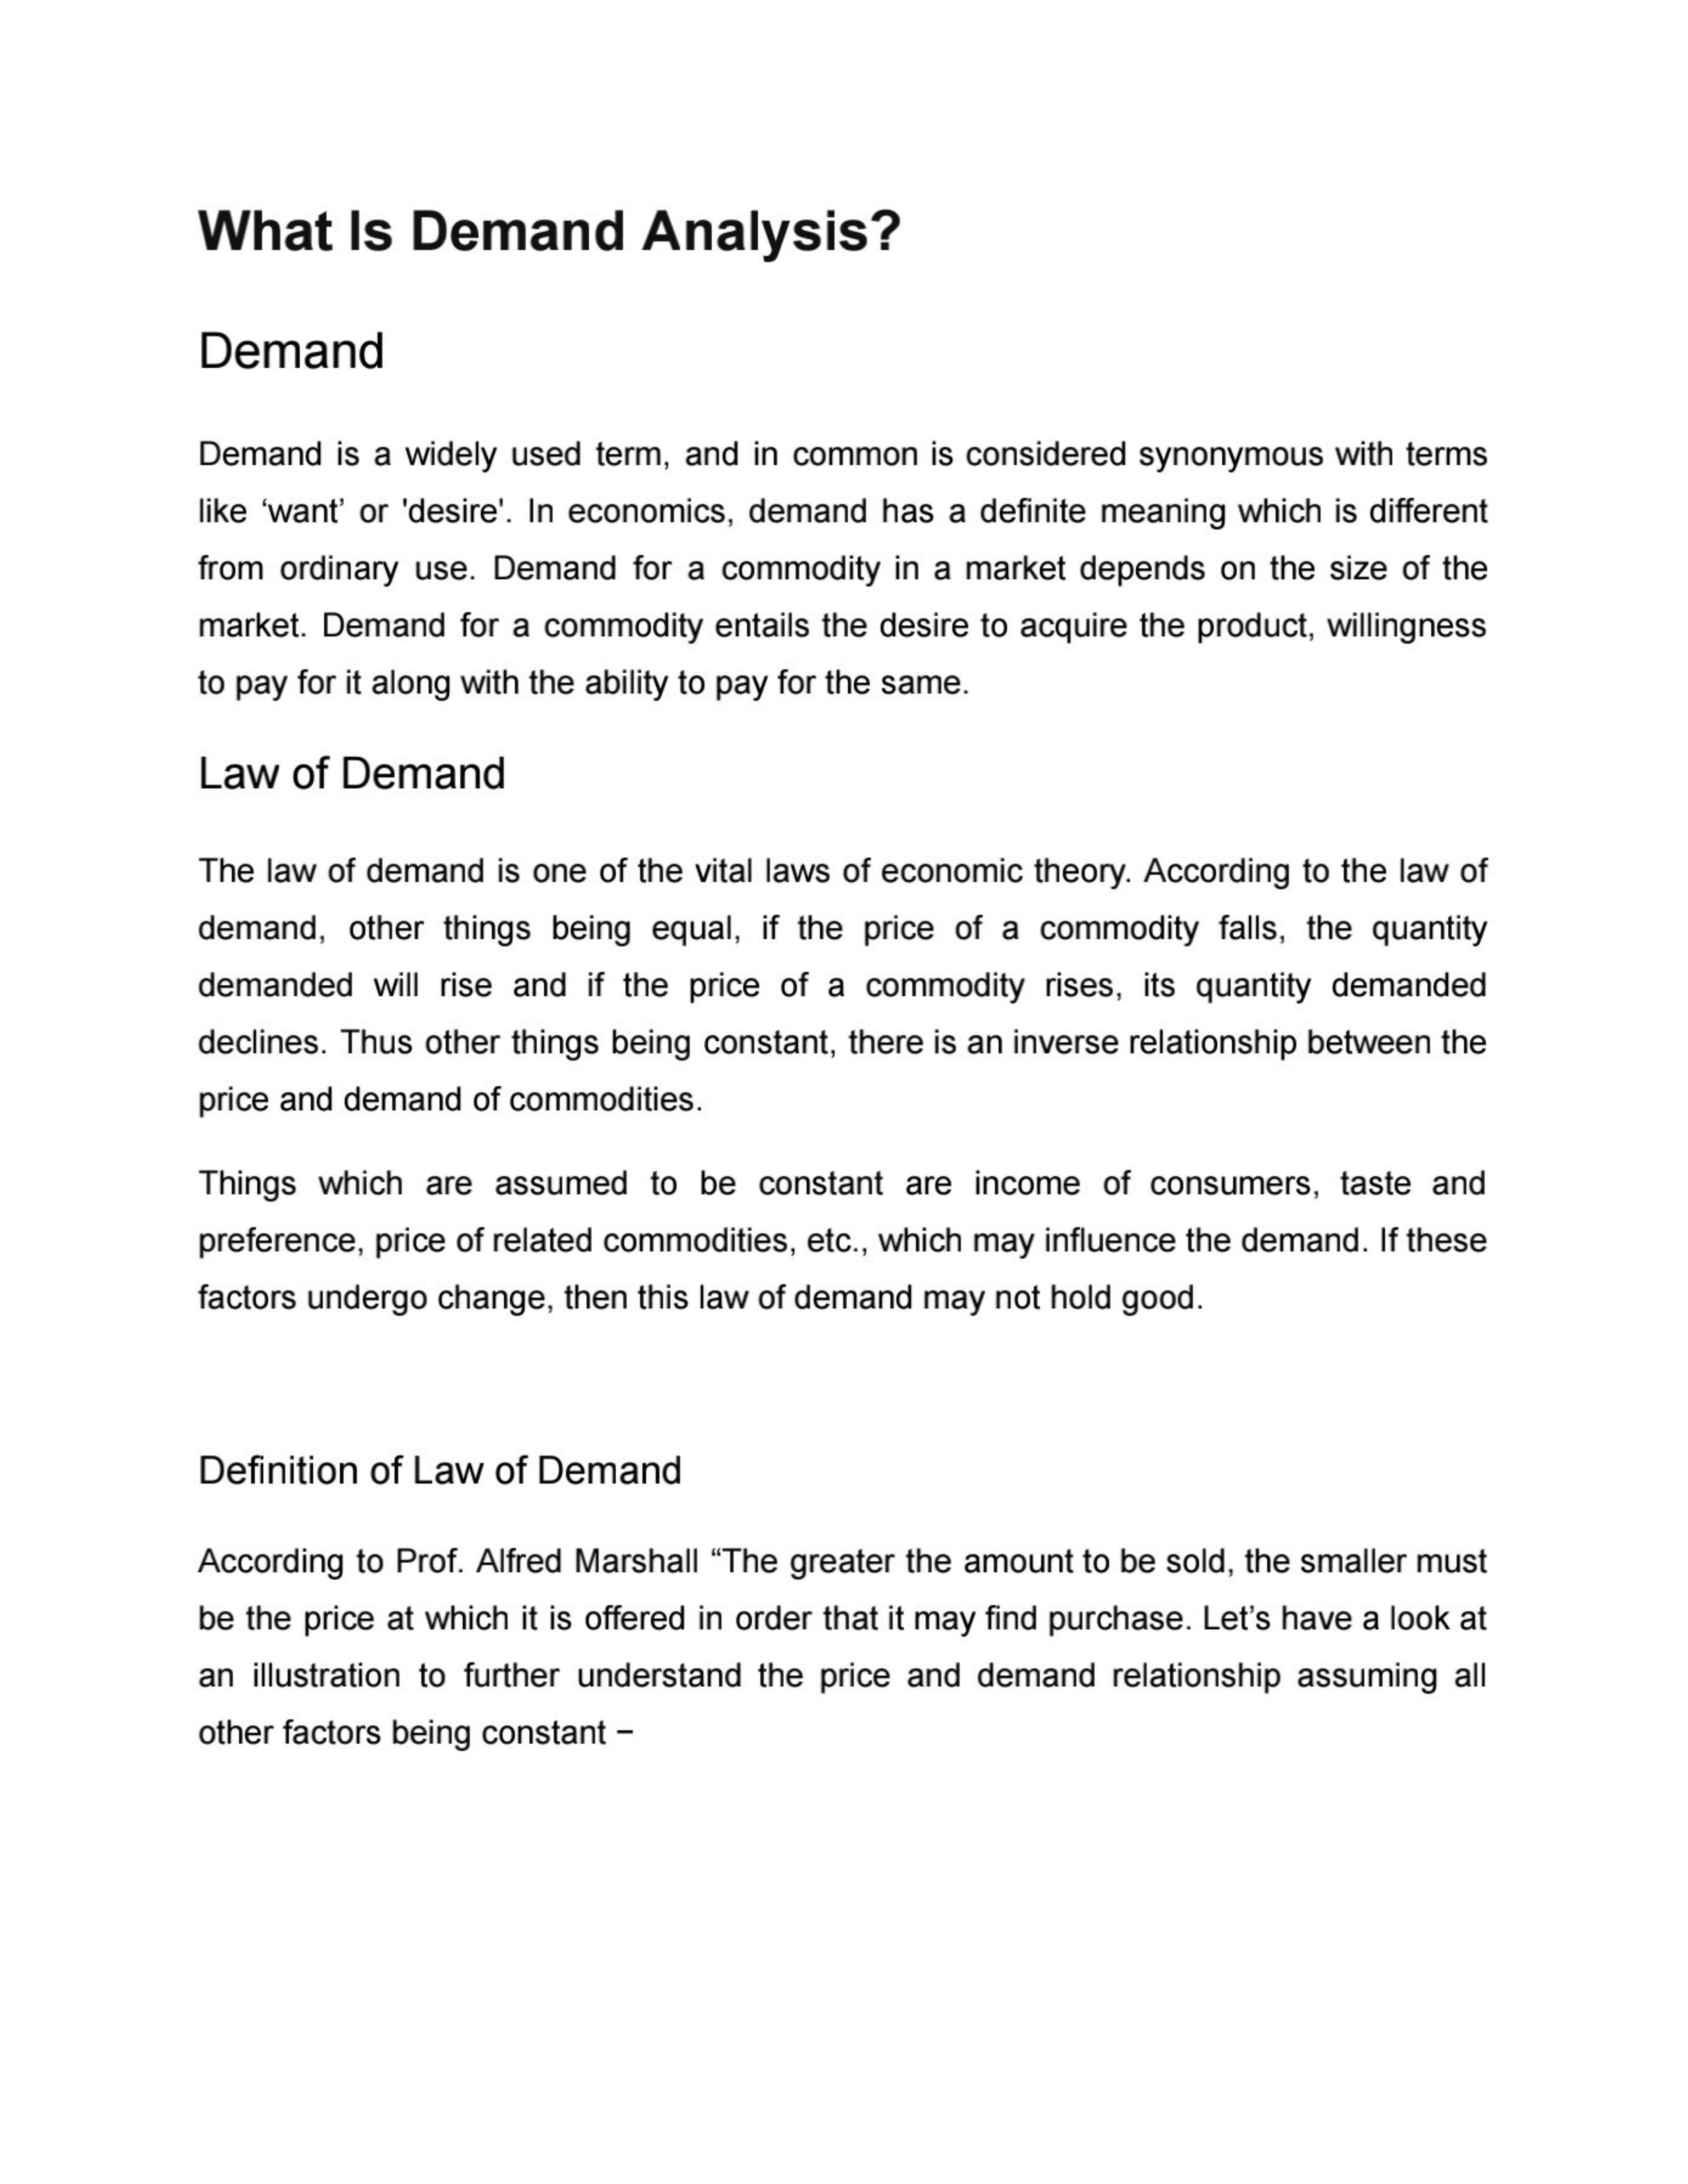 What Is Demand Analysis?
Demand
Demand is a widely used term, and in common is considered synonymous with terms
like ‘want’ or 'desire'. In economics, demand has a definite meaning which is different
from ordinary use. Demand for a commodity in a market depends on the size of the
market. Demand for a commodity entails the desire to acquire the product, willingness
to pay for it along with the ability to pay for the same.
Law of Demand
The law of demand is one of the vital laws of economic theory. According to the law of
demand, other things being equal, if the price of a commodity falls, the quantity
demanded will rise and if the price of a commodity rises, its quantity demanded
declines. Thus other things being constant, there is an inverse relationship between the
price and demand of commodities.
Things which are assumed to be constant are income of consumers, taste and
preference, price of related commodities, etc., which may influence the demand. If these
factors undergo change, then this law of demand may not hold good.
Definition of Law of Demand
According to Prof. Alfred Marshall “The greater the amount to be sold, the smaller must
be the price at which it is offered in order that it may find purchase. Let’s have a look at
an illustration to further understand the price and demand relationship assuming all
other factors being constant −